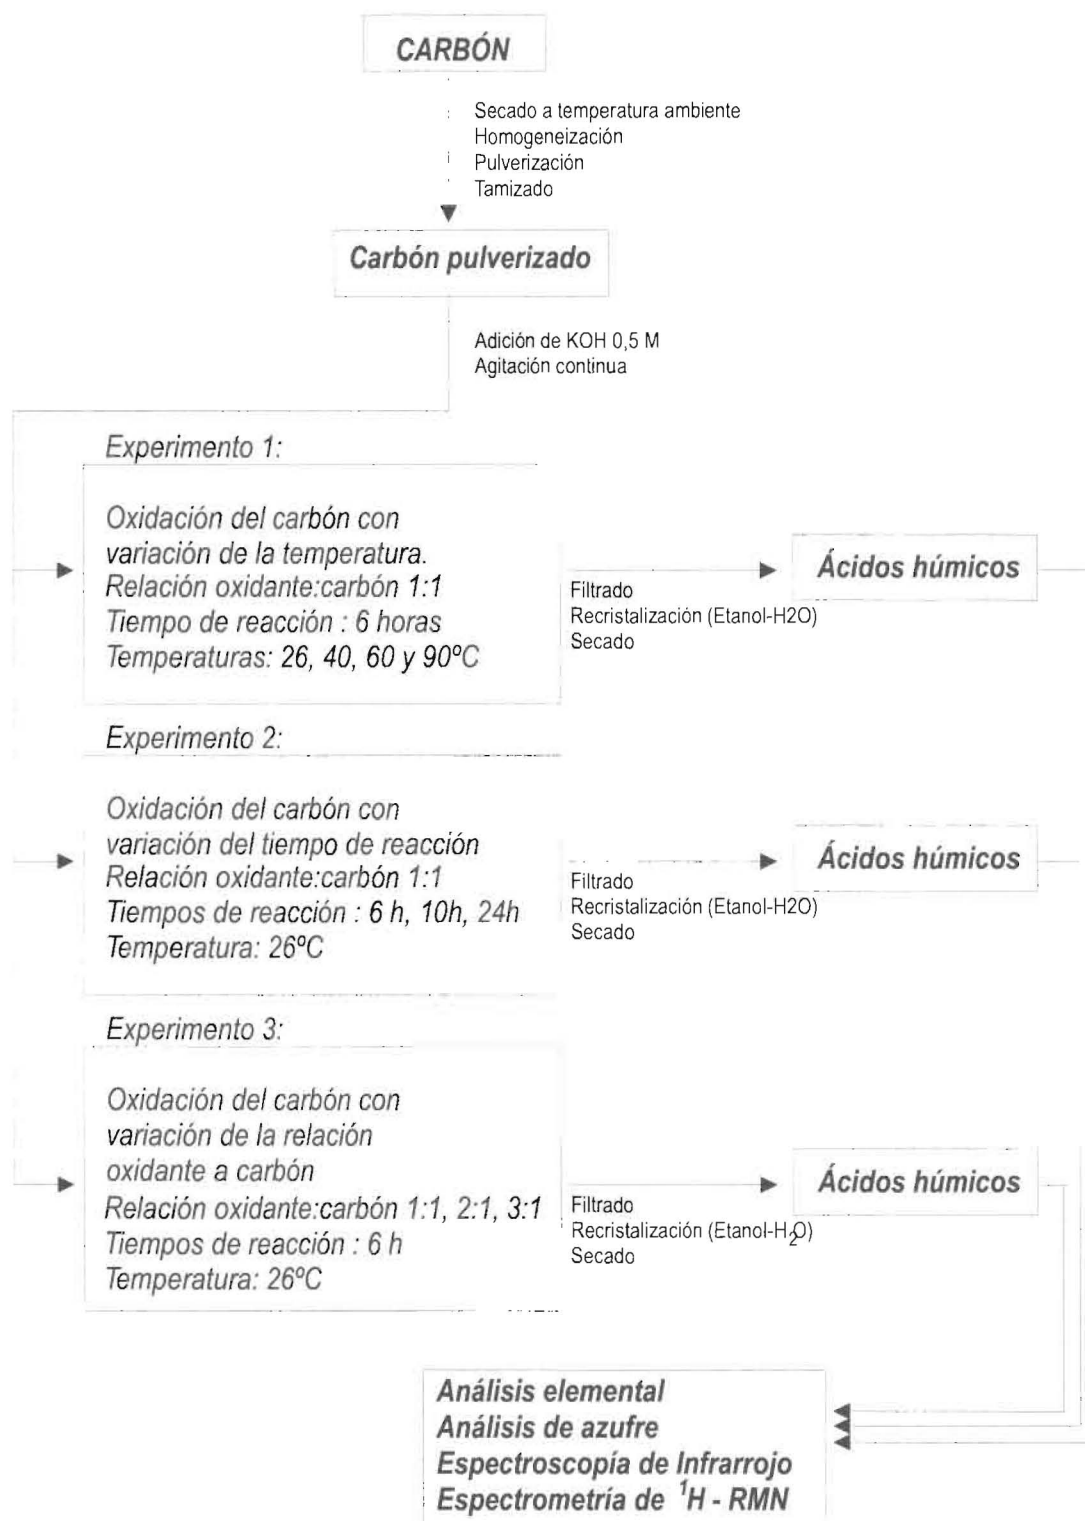 CARBÓN
Secado a temperatura ambiente
Homogeneización
Pulverización
Tamizado
Carbón pulverizado
Adición de KOH 0,5 M
Agitación continua
Experimento 1:
Oxidación del carbón con
variación de la temperatura.
Relación oxidante:carbón 1:1
Tiempo de reacción : 6 horas
Temperaturas: 26, 40, 60 y 90ºC
Filtrado
Recristalización (Etanol-H2O)
Secado
Ácidos húmicos
Experimento 2:
Oxidación del carbón con
variación del tiempo de reacción
Relación oxidante:carbón 1:1
Tiempos de reacción : 6 h, 10h, 24h
Temperatura: 26ºC
Filtrado
Recristalización (Etanol-H2O)
Secado
Ácidos húmicos
Experimento 3:
Oxidación del carbón con
variación de la relación
oxidante a carbón
Relación oxidante:carbón 1:1, 2:1, 3:1
Tiempos de reacción : 6 h
Temperatura: 26ºC
Filtrado
Recristalización (Etanol-H₂O)
Secado
Ácidos húmicos
Análisis elemental
Análisis de azufre
Espectroscopía de Infrarrojo
Espectrometría de ¹H - RMN